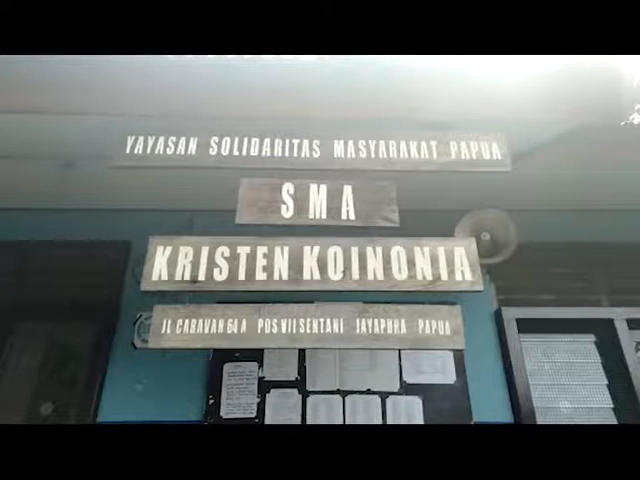 YAYASAN SOLIDARITAS MASYARAKAT PAPUA
SMA
KRISTEN KOINONIA
JL CARAVAN 64 A POS VII SENTANI JAYAPURA PAPUA